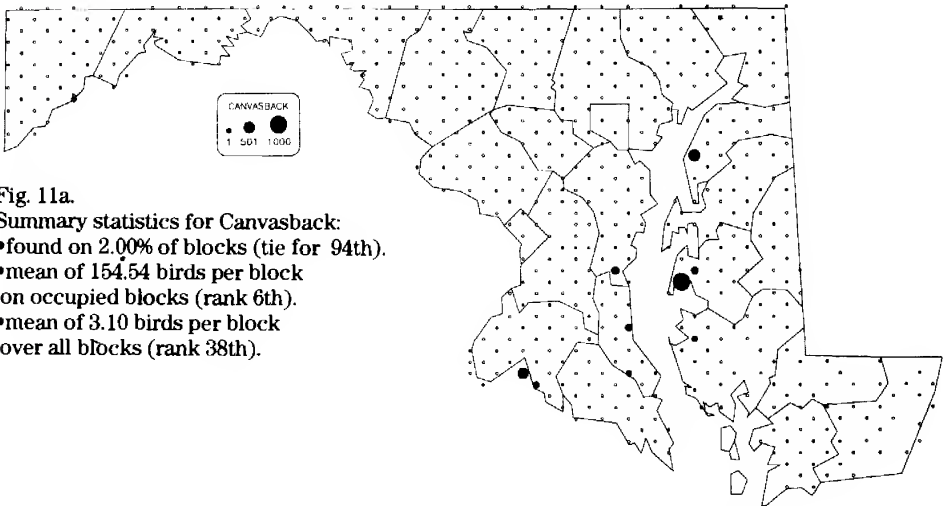 CANVASBACK
1 501 1000
Fig. 11a.
Summary statistics for Canvasback:
•found on 2.00% of blocks (tie for 94th).
•mean of 154.54 birds per block
on occupied blocks (rank 6th).
•mean of 3.10 birds per block
over all blocks (rank 38th).